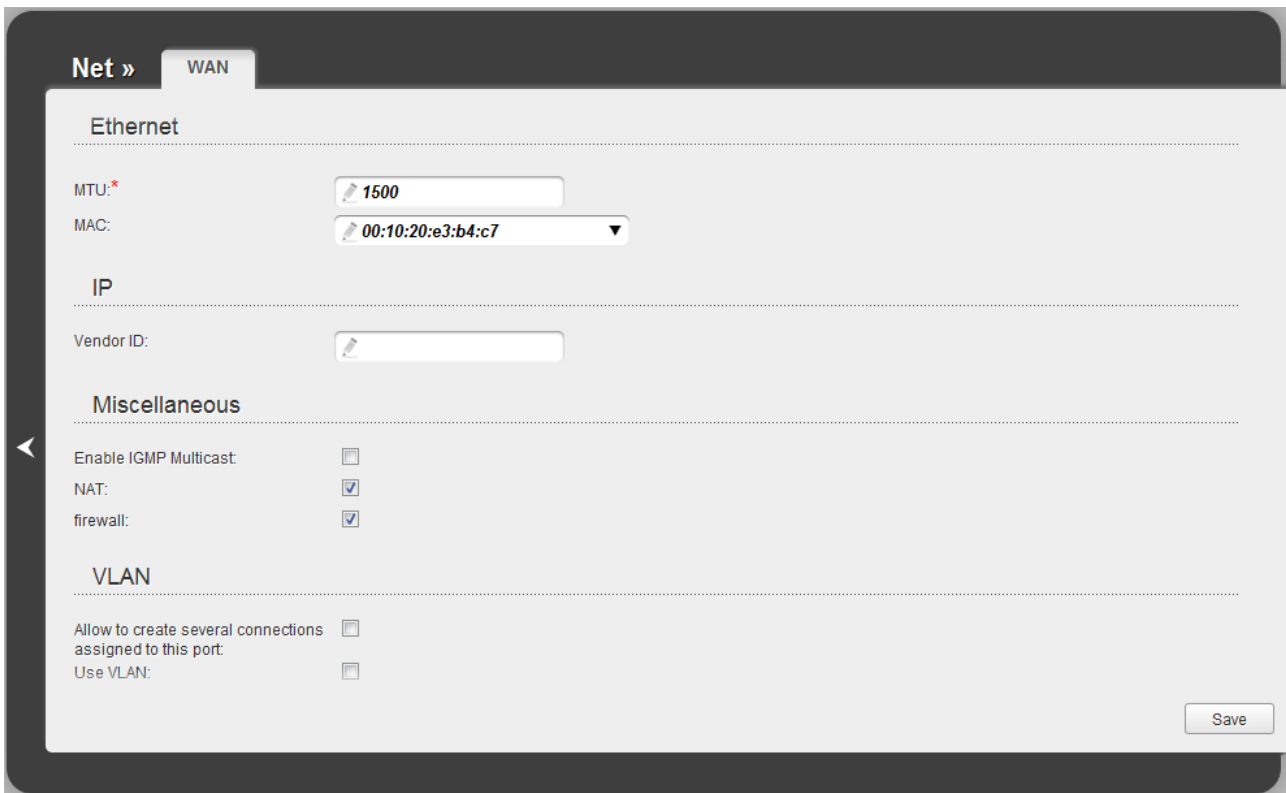 Net » WAN
Ethernet
MTU:*
1500
MAC:
00:10:20:e3:b4:c7
IP
Vendor ID:
Miscellaneous
Enable IGMP Multicast:
NAT:
firewall:
VLAN
Allow to create several connections
assigned to this port:
Use VLAN:
Save